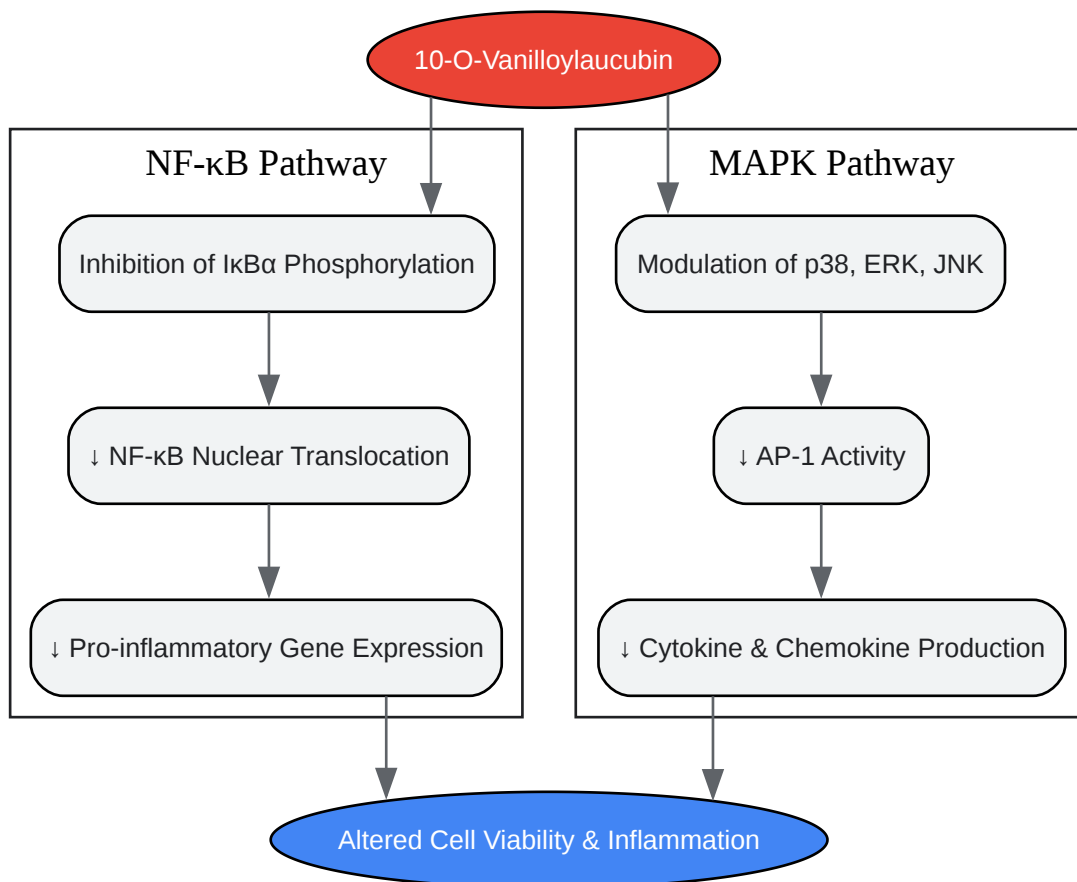 10-O-Vanilloylaucubin
NF-κB Pathway
Inhibition of IκBα Phosphorylation
↓ NF-κB Nuclear Translocation
↓ Pro-inflammatory Gene Expression
MAPK Pathway
Modulation of p38, ERK, JNK
↓ AP-1 Activity
↓ Cytokine & Chemokine Production
Altered Cell Viability & Inflammation